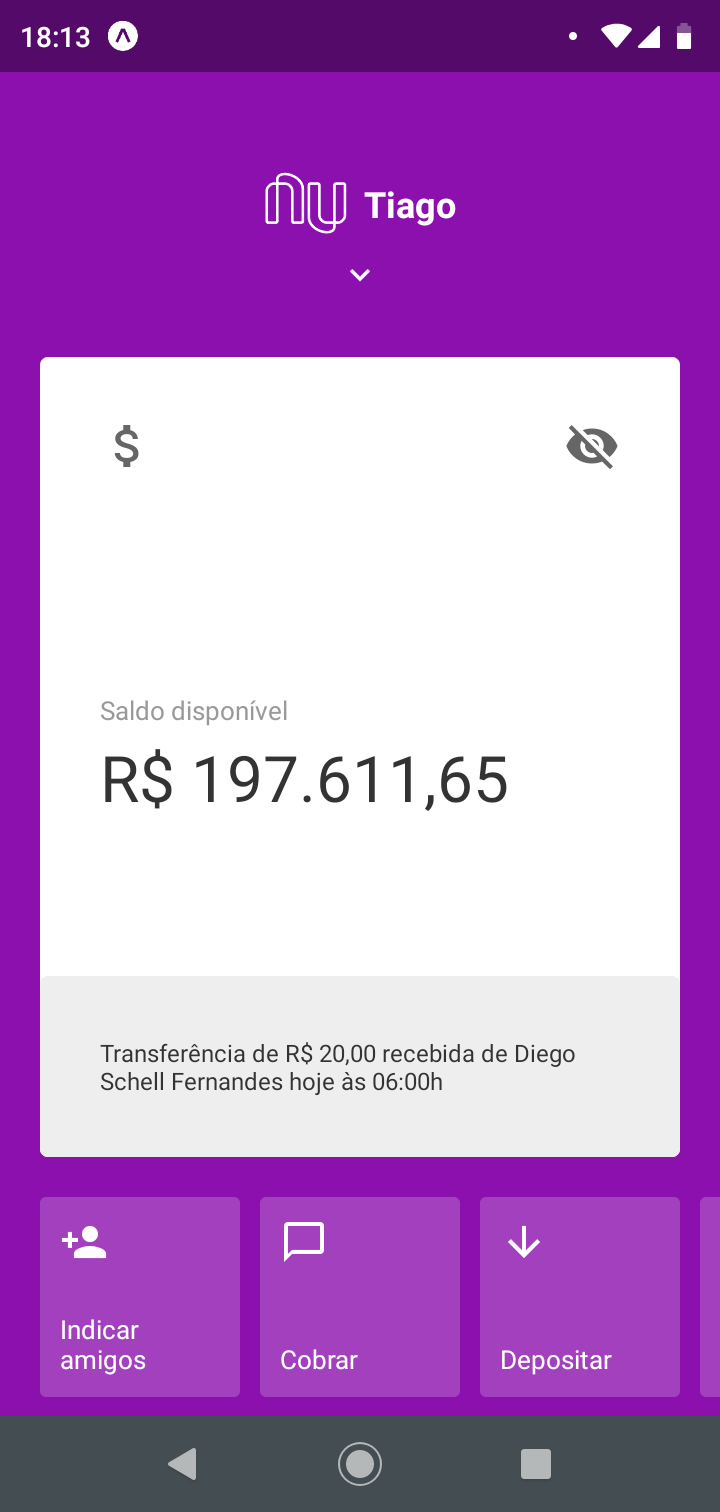 18:13
nu Tiago
$
Saldo disponível
R$ 197.611,65
Transferência de R$ 20,00 recebida de Diego
Schell Fernandes hoje às 06:00h
Indicar
amigos
Cobrar
Depositar